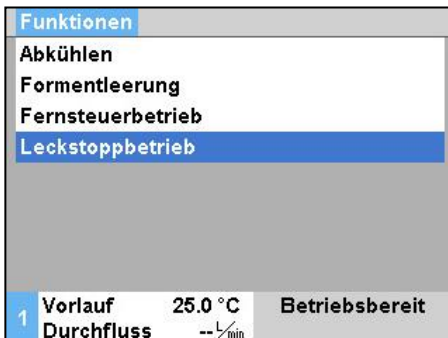 Funktionen
Abkühlen
Formentleerung
Fernsteuerbetrieb
Leckstoppbetrieb
1 Vorlauf 25.0 °C Betriebsbereit
Durchfluss -- L/min